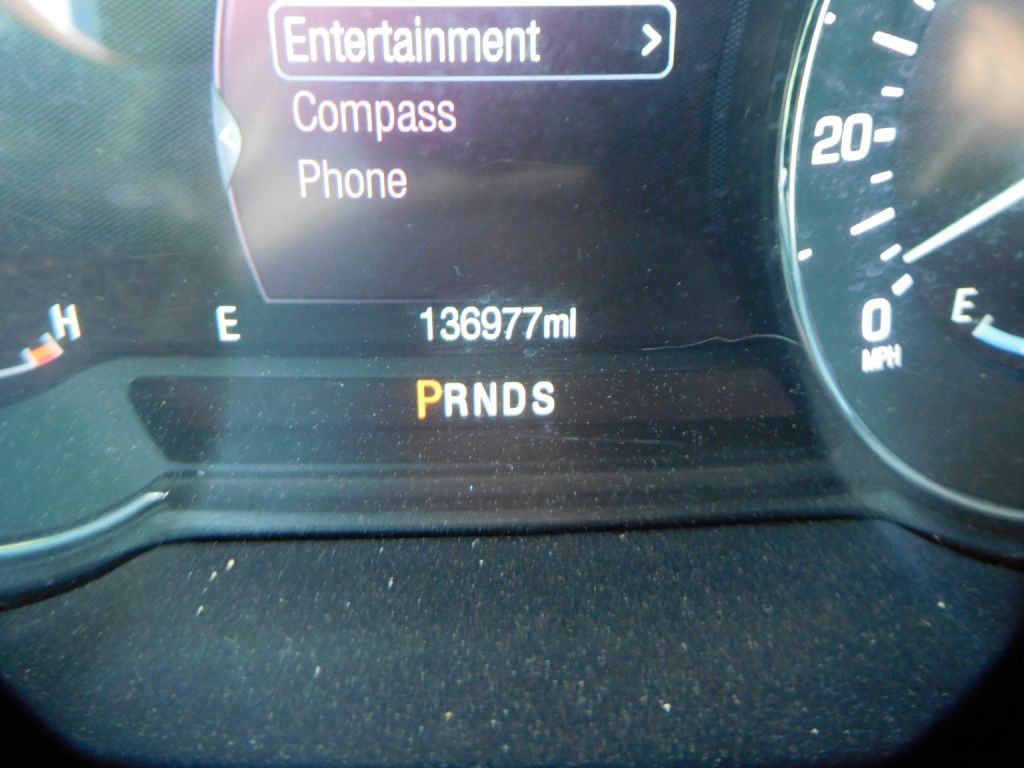 Entertainment >
Compass
Phone
20
H
E
136977mi
0
MPH
E
PRNDS